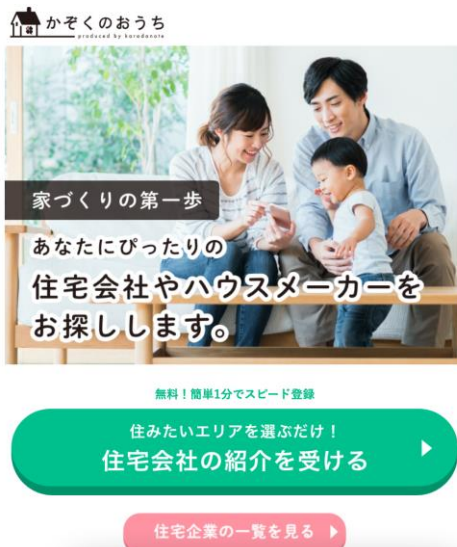 かぞくのおうち
produced by karadanote
家づくりの第一歩
あなたにぴったりの
住宅会社やハウスメーカーを
お探しします。
無料！簡単1分でスピード登録
住みたいエリアを選ぶだけ！
住宅会社の紹介を受ける
住宅企業の一覧を見る